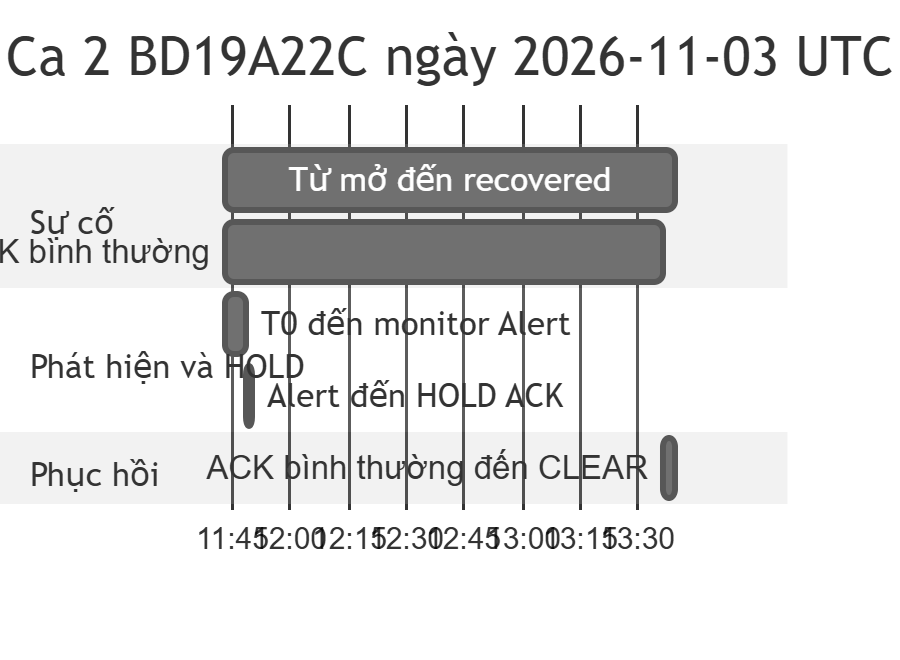 Ca 2 BD19A22C ngày 2026-11-03 UTC
Từ mở đến recovered
Sự cố
K bình thường
T0 đến monitor Alert
Phát hiện và HOLD
Alert đến HOLD ACK
ACK bình thường đến CLEAR
Phục hồi
11:45 12:00 12:15 12:30 12:45 13:00 13:15 13:30